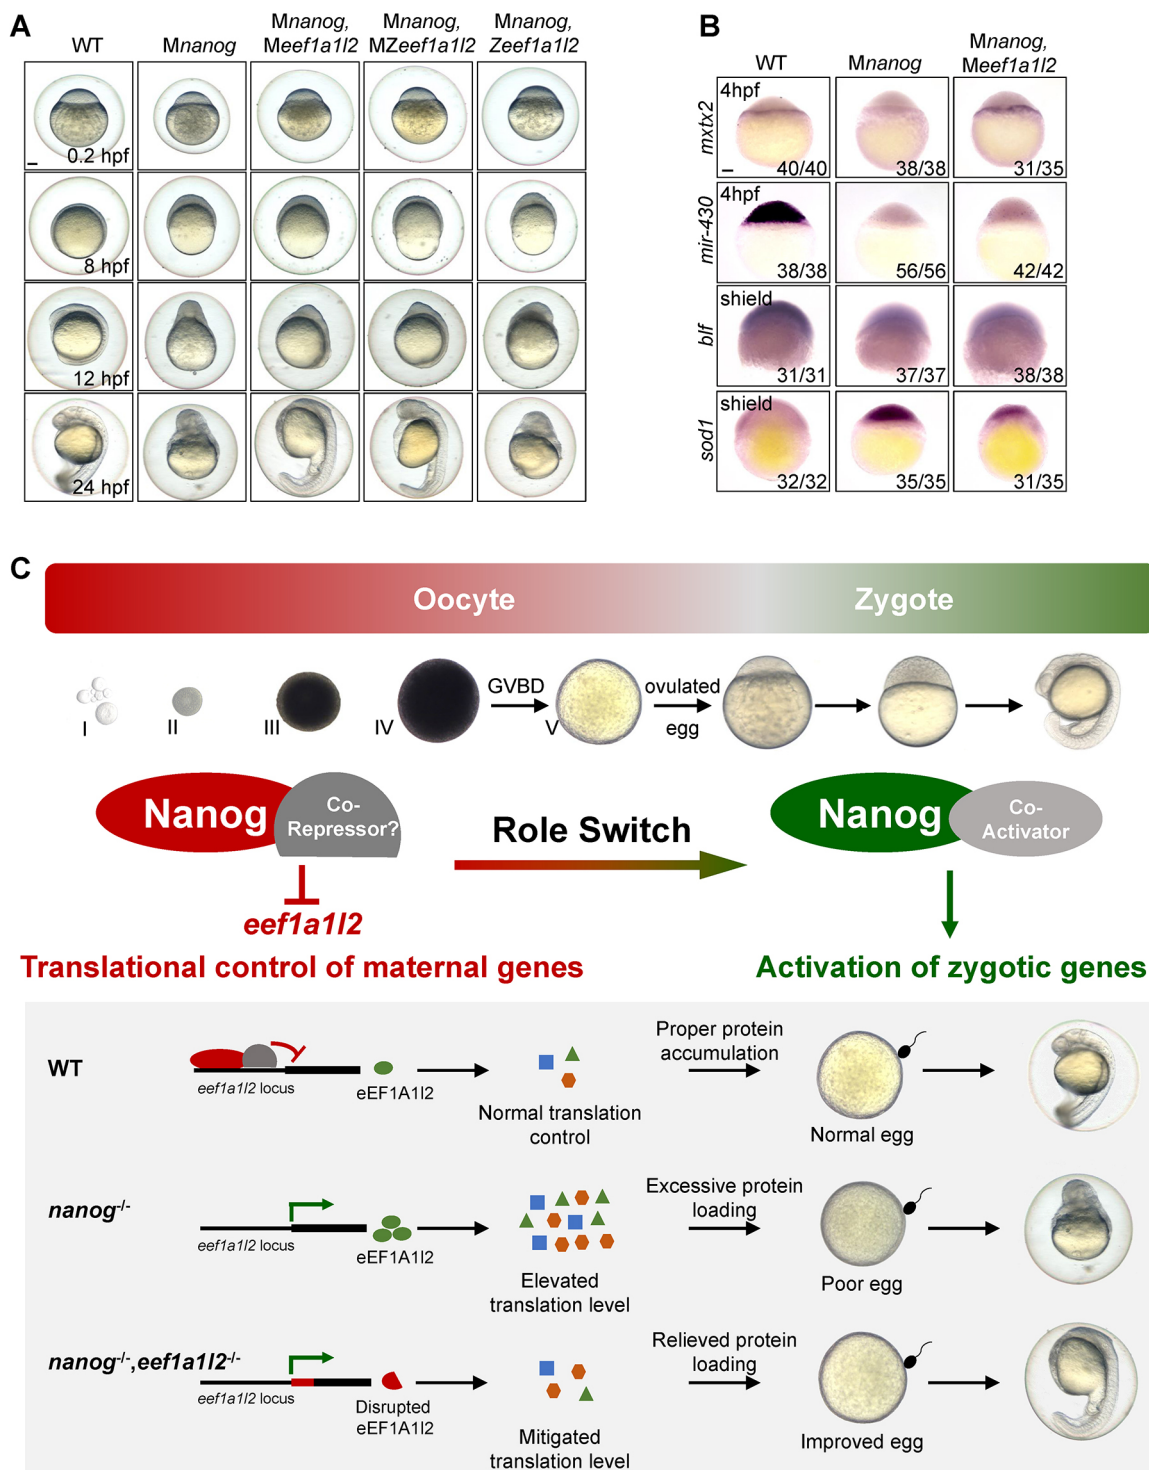 A
WT
Mnanog
Mnanog,
Meef1a1l2
Mnanog,
MZeef1a1l2
Mnanog,
Zeef1a1l2
0.2 hpf
8 hpf
12 hpf
24 hpf
B
WT
Mnanog
Mnanog,
Meef1a1l2
mxtx2
4hpf
40/40
38/38
31/35
mir-430
4hpf
38/38
56/56
42/42
blf
shield
31/31
37/37
38/38
sod1
shield
32/32
35/35
31/35
C
Oocyte
Zygote
I
II
III
IV
GVBD
V
ovulated
egg
Nanog
Co-
Repressor?
Role Switch
Nanog
Co-
Activator
eef1a1l2
Translational control of maternal genes
Activation of zygotic genes
WT
eef1a1l2 locus
eEF1A1l2
Normal translation
control
Proper protein
accumulation
Normal egg
nanog-/-
eef1a1l2 locus
eEF1A1l2
Elevated
translation level
Excessive protein
loading
Poor egg
nanog-/-,eef1a1l2-/-
eef1a1l2 locus
Disrupted
eEF1A1l2
Mitigated
translation level
Relieved protein
loading
Improved egg